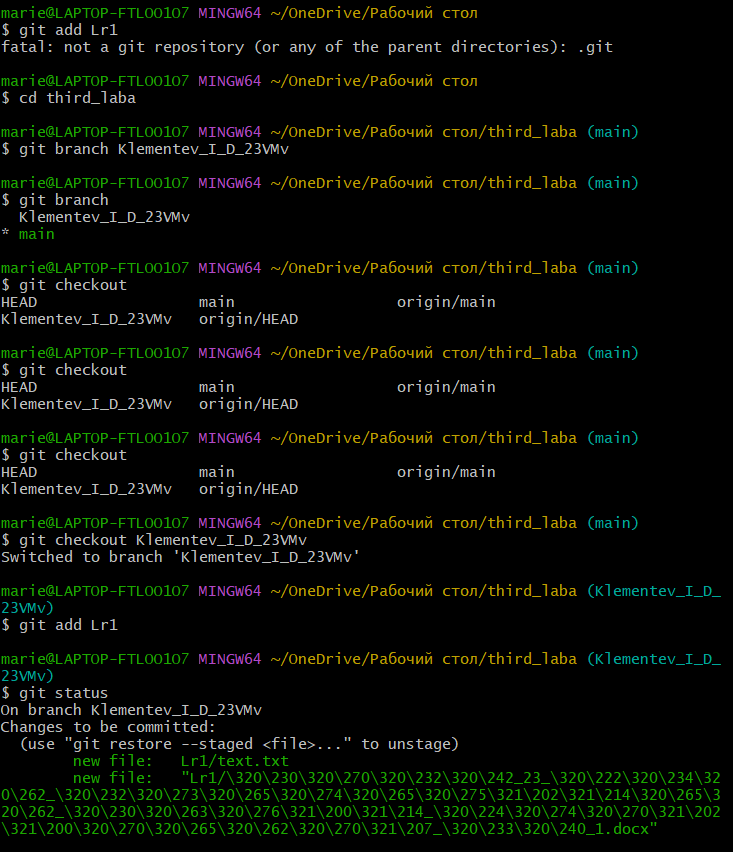 marie@LAPTOP-FTLOO1O7 MINGW64 ~/OneDrive/Рабочий стол
$ git add Lr1
fatal: not a git repository (or any of the parent directories): .git
marie@LAPTOP-FTLOO1O7 MINGW64 ~/OneDrive/Рабочий стол
$ cd third_laba
marie@LAPTOP-FTLOO1O7 MINGW64 ~/OneDrive/Рабочий стол/third_laba (main)
$ git branch Klementev_I_D_23VMv
marie@LAPTOP-FTLOO1O7 MINGW64 ~/OneDrive/Рабочий стол/third_laba (main)
$ git branch
  Klementev_I_D_23VMv
* main
marie@LAPTOP-FTLOO1O7 MINGW64 ~/OneDrive/Рабочий стол/third_laba (main)
$ git checkout
HEAD                  main                  origin/main
Klementev_I_D_23VMv   origin/HEAD
marie@LAPTOP-FTLOO1O7 MINGW64 ~/OneDrive/Рабочий стол/third_laba (main)
$ git checkout
HEAD                  main                  origin/main
Klementev_I_D_23VMv   origin/HEAD
marie@LAPTOP-FTLOO1O7 MINGW64 ~/OneDrive/Рабочий стол/third_laba (main)
$ git checkout
HEAD                  main                  origin/main
Klementev_I_D_23VMv   origin/HEAD
marie@LAPTOP-FTLOO1O7 MINGW64 ~/OneDrive/Рабочий стол/third_laba (main)
$ git checkout Klementev_I_D_23VMv
Switched to branch 'Klementev_I_D_23VMv'
marie@LAPTOP-FTLOO1O7 MINGW64 ~/OneDrive/Рабочий стол/third_laba (Klementev_I_D_
23VMv)
$ git add Lr1
marie@LAPTOP-FTLOO1O7 MINGW64 ~/OneDrive/Рабочий стол/third_laba (Klementev_I_D_
23VMv)
$ git status
On branch Klementev_I_D_23VMv
Changes to be committed:
  (use "git restore --staged <file>..." to unstage)
        new file:   Lr1/text.txt
        new file:   "Lr1/\320\230\320\270\320\232\320\242_23_\320\222\320\234\32
0\262_\320\232\320\273\320\265\320\274\320\265\320\275\321\202\321\214\320\265\3
20\262_\320\230\320\263\320\276\321\200\321\214_\320\224\320\274\320\270\321\202
\321\200\320\270\320\265\320\262\320\270\321\207_\320\233\320\240_1.docx"